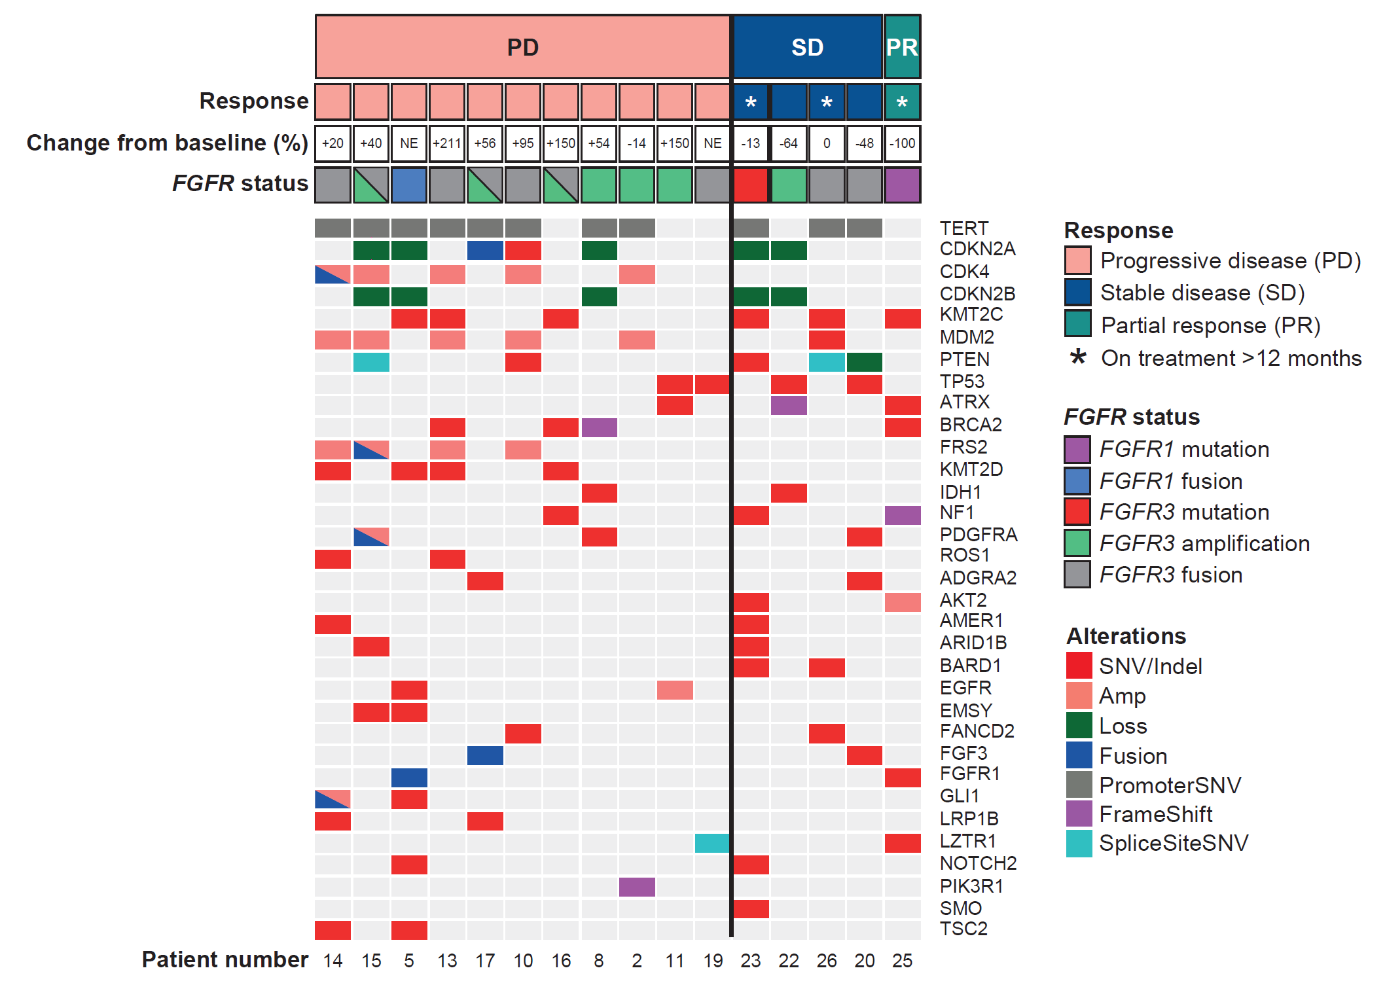 PD SD PR
Response * * *
Change from baseline (%) +20 +40 NE +211 +56 +95 +150 +54 -14 +150 NE -13 -64 0 -48 -100
FGFR status
TERT
CDKN2A
CDK4
CDKN2B
KMT2C
MDM2
PTEN
TP53
ATRX
BRCA2
FRS2
KMT2D
IDH1
NF1
PDGFRA
ROS1
ADGRA2
AKT2
AMER1
ARID1B
BARD1
EGFR
EMSY
FANCD2
FGF3
FGFR1
GLI1
LRP1B
LZTR1
NOTCH2
PIK3R1
SMO
TSC2
Patient number 14 15 5 13 17 10 16 8 2 11 19 23 22 26 20 25
Response
Progressive disease (PD)
Stable disease (SD)
Partial response (PR)
* On treatment >12 months
FGFR status
FGFR1 mutation
FGFR1 fusion
FGFR3 mutation
FGFR3 amplification
FGFR3 fusion
Alterations
SNV/Indel
Amp
Loss
Fusion
PromoterSNV
FrameShift
SpliceSiteSNV